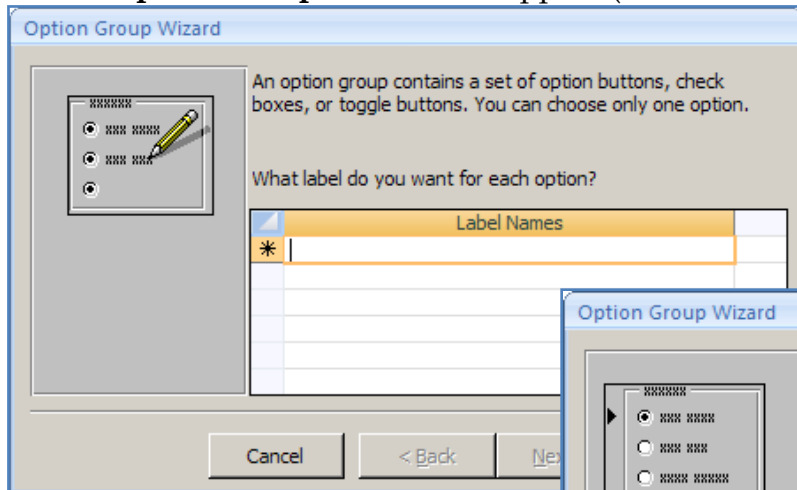 Option Group Wizard
An option group contains a set of option buttons, check
boxes, or toggle buttons. You can choose only one option.
What label do you want for each option?
Label Names
Cancel
< Back
Option Group Wizard